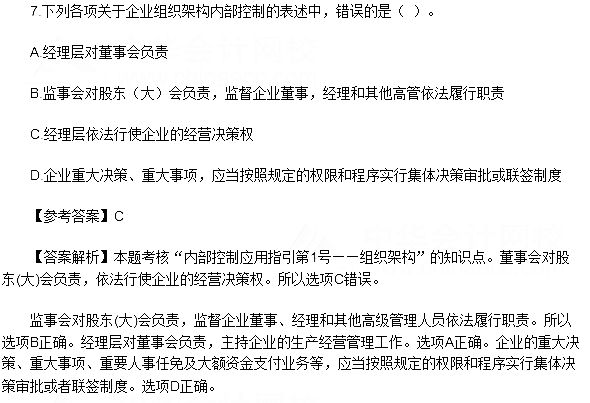 7.下列各项关于企业组织架构内部控制的表述中，错误的是（ ）。
A.经理层对董事会负责
B.监事会对股东（大）会负责，监督企业董事，经理和其他高管依法履行职责
C.经理层依法行使企业的经营决策权
D.企业重大决策、重大事项，应当按照规定的权限和程序实行集体决策审批或联签制度
【参考答案】C
【答案解析】本题考核“内部控制应用指引第1号——组织架构”的知识点。董事会对股
东(大)会负责，依法行使企业的经营决策权。所以选项C错误。
监事会对股东(大)会负责，监督企业董事、经理和其他高级管理人员依法履行职责。所以
选项B正确。经理层对董事会负责，主持企业的生产经营管理工作。选项A正确。企业的重大决
策、重大事项、重要人事任免及大额资金支付业务等，应当按照规定的权限和程序实行集体决
策审批或者联签制度。选项D正确。